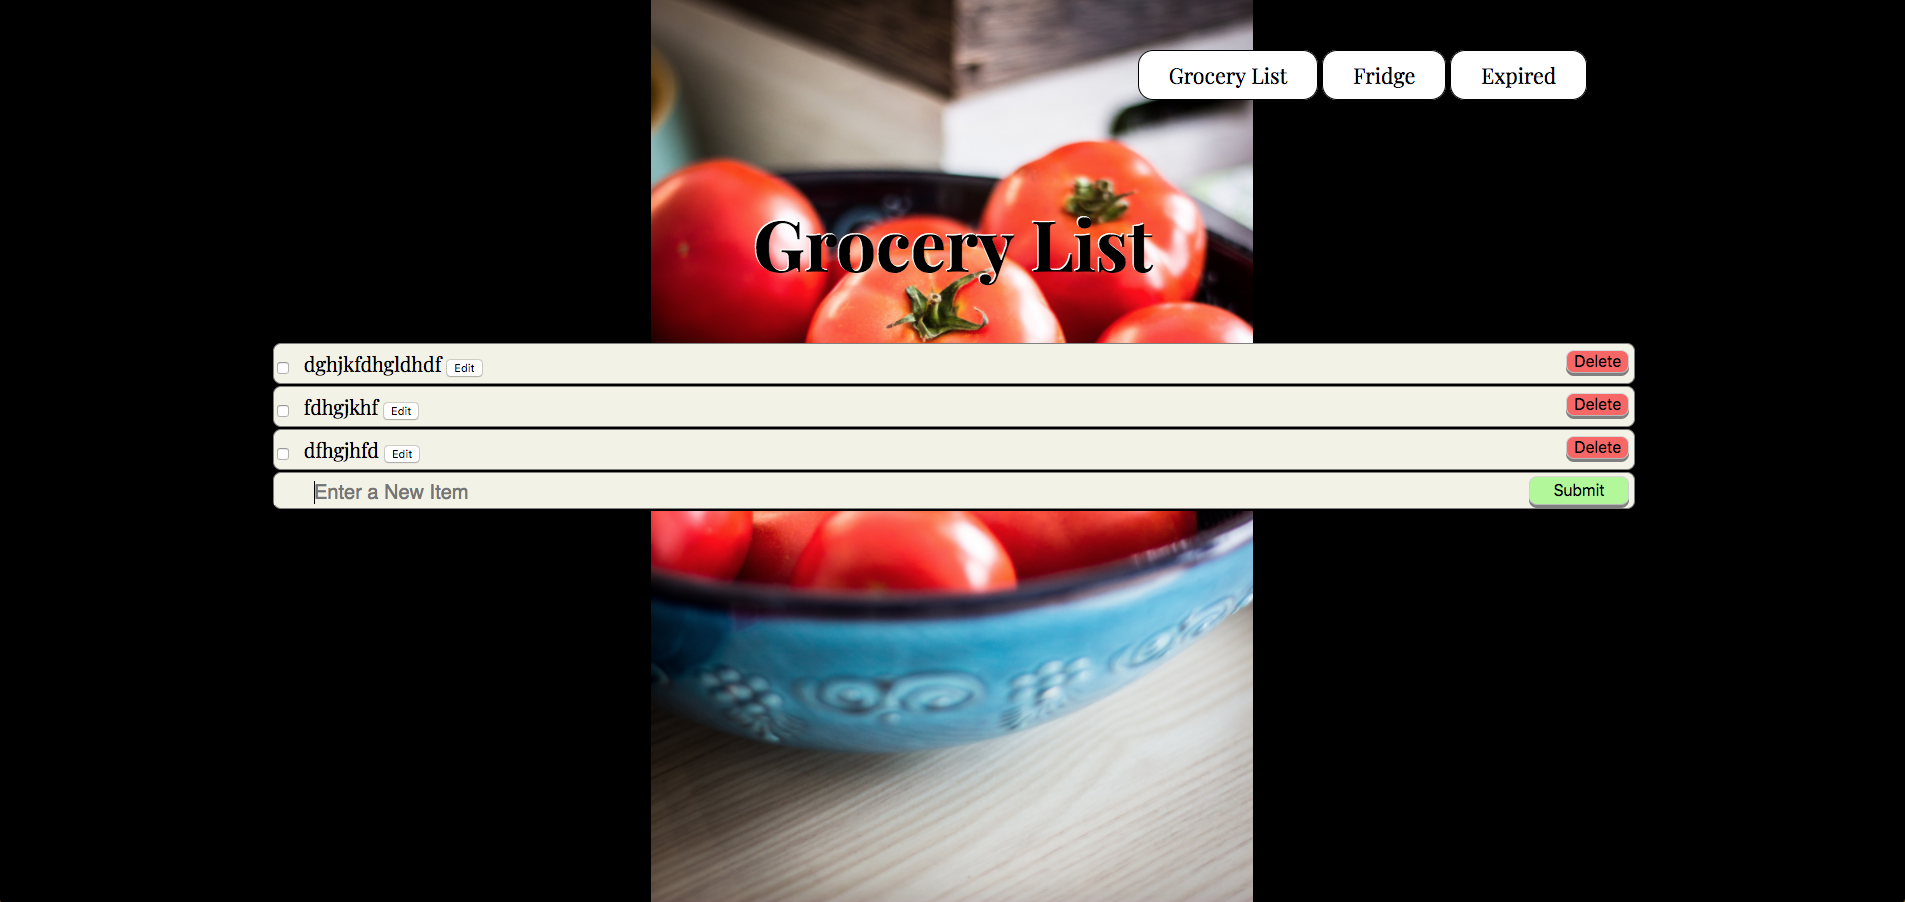 Grocery List Fridge Expired
Grocery List
dghjkfdhgldhdf Edit Delete
fdhgjkhf Edit Delete
dfhgjhfd Edit Delete
Enter a New Item Submit